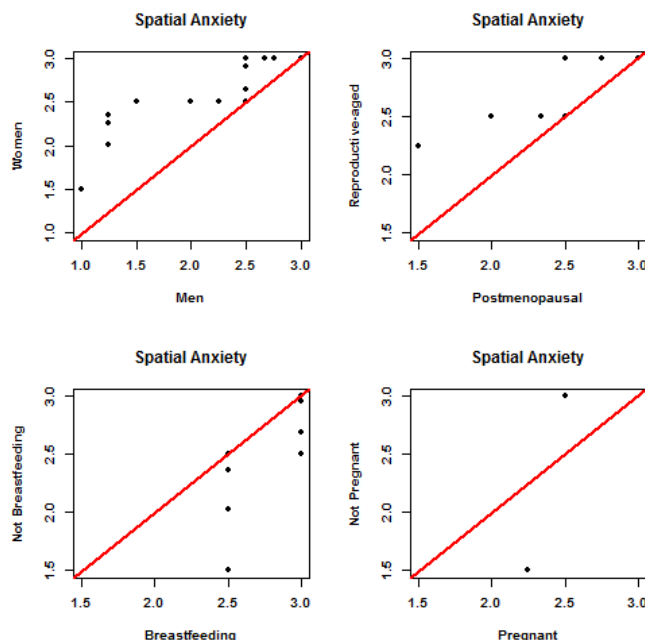 Spatial Anxiety
Women
3.0
2.5
2.0
1.5
1.0
1.0 1.5 2.0 2.5 3.0
Men
Spatial Anxiety
Reproducti ve-aged
3.0
2.5
2.0
1.5
1.5 2.0 2.5 3.0
Postmenopausal
Spatial Anxiety
Not Breastfeeding
3.0
2.5
2.0
1.5
1.5 2.0 2.5 3.0
Breastfeeding
Spatial Anxiety
Not Pregnant
3.0
2.5
2.0
1.5
1.5 2.0 2.5 3.0
Pregnant